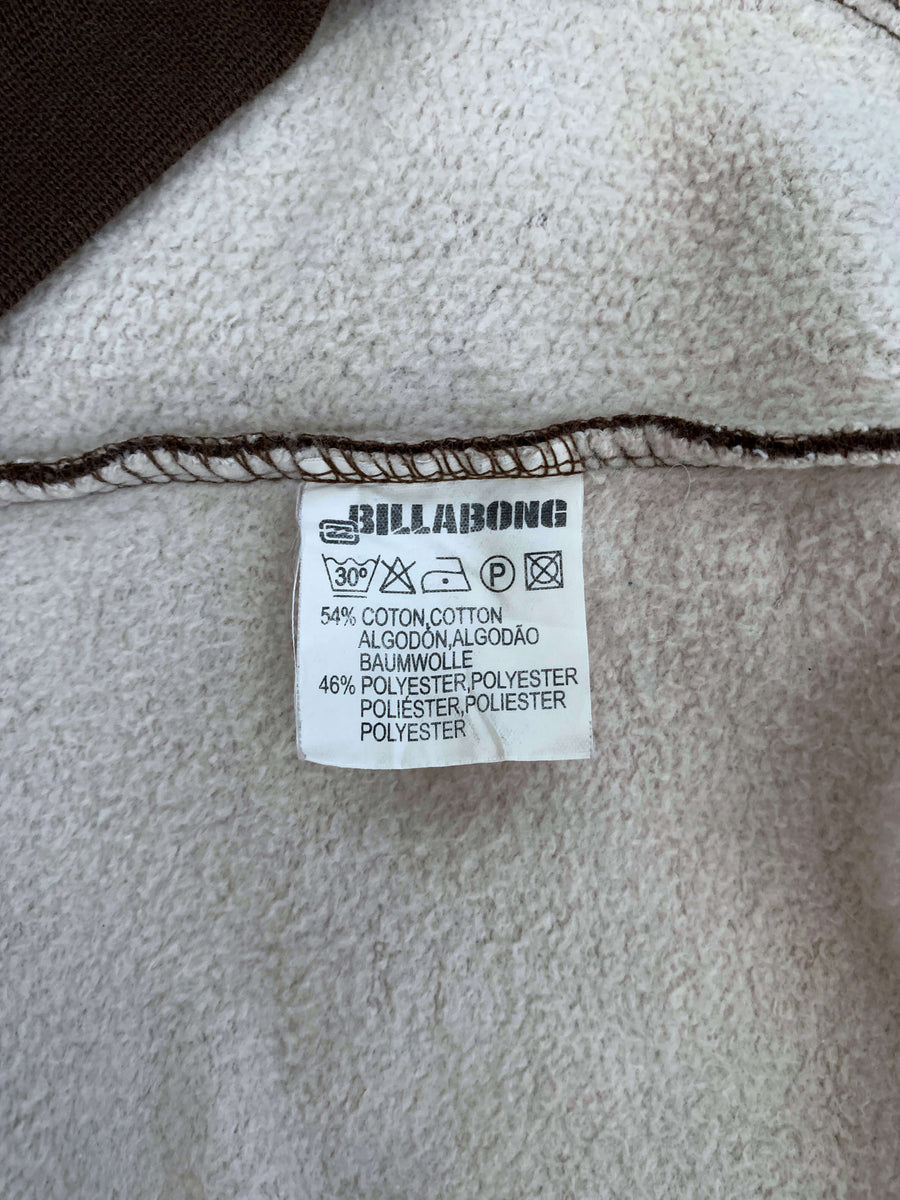 BILLABONG
30° P
54% COTON,COTTON
ALGODÓN,ALGODÃO
BAUMWOLLE
46% POLYESTER,POLYESTER
POLIÉSTER,POLIESTER
POLYESTER